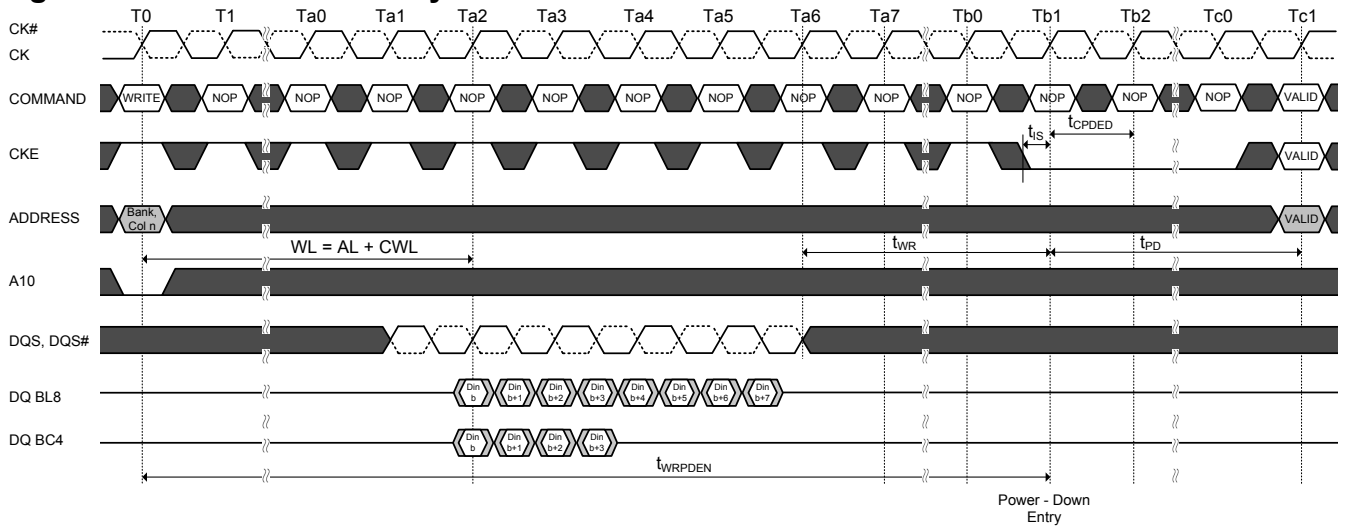 T0 T1 Ta0 Ta1 Ta2 Ta3 Ta4 Ta5 Ta6 Ta7 Tb0 Tb1 Tb2 Tc0 Tc1
CK#
CK
COMMAND WRITE NOP NOP NOP NOP NOP NOP NOP NOP NOP NOP NOP NOP NOP VALID
tIS tCPDED
CKE VALID
ADDRESS Bank, Col n VALID
WL = AL + CWL tWR tPD
A10
DQS, DQS#
DQ BL8 Din b Din b+1 Din b+2 Din b+3 Din b+4 Din b+5 Din b+6 Din b+7
DQ BC4 Din b Din b+1 Din b+2 Din b+3
tWRPDEN
Power - Down
Entry